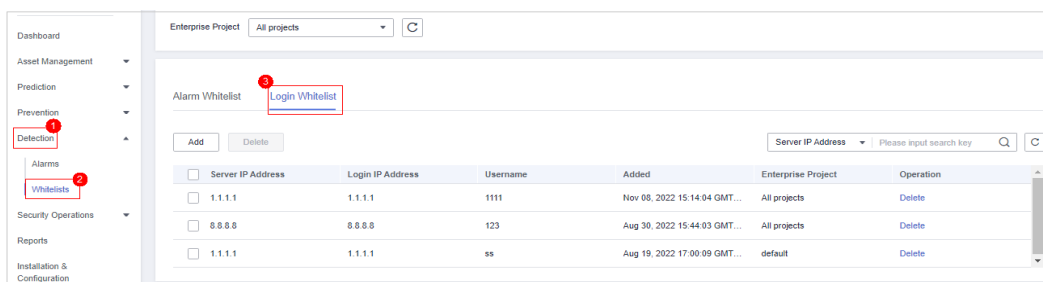 Dashboard
Asset Management
Prediction
Prevention
1
Detection
Alarms
2
Whitelists
Security Operations
Reports
Installation &
Configuration
Enterprise Project All projects
3
Alarm Whitelist Login Whitelist
Add Delete Server IP Address Please input search key
Server IP Address Login IP Address Username Added Enterprise Project Operation
1.1.1.1 1.1.1.1 1111 Nov 08, 2022 15:14:04 GMT... All projects Delete
8.8.8.8 8.8.8.8 123 Aug 30, 2022 15:44:03 GMT... All projects Delete
1.1.1.1 1.1.1.1 ss Aug 19, 2022 17:00:09 GMT... default Delete